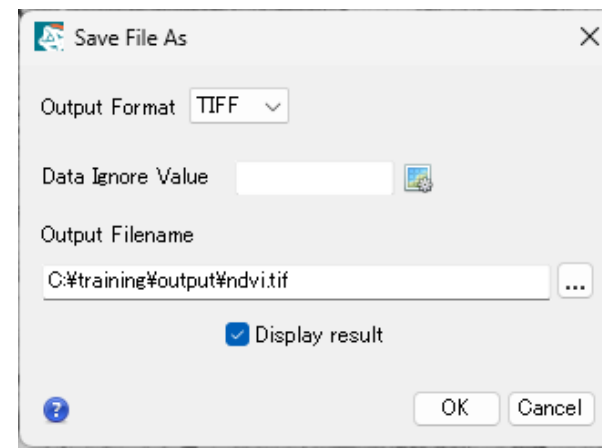 Save File As
Output Format TIFF
Data Ignore Value
Output Filename
C:¥training¥output¥ndvi.tif
...
Display result
?
OK Cancel